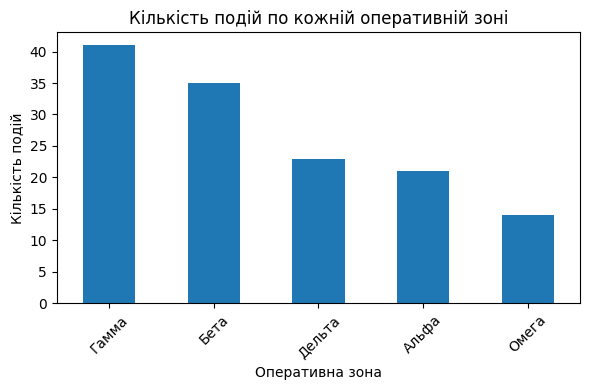 Кількість подій по кожній оперативній зоні
Кількість подій
40
35
30
25
20
15
10
5
0
Гамма
Бета
Дельта
Альфа
Омега
Оперативна зона